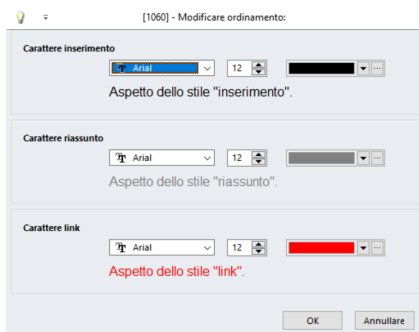 [1060] - Modificare ordinamento:
Carattere inserimento
Arial 12
Aspetto dello stile "inserimento".
Carattere riassunto
Arial 12
Aspetto dello stile "riassunto".
Carattere link
Arial 12
Aspetto dello stile "link".
OK Annullare